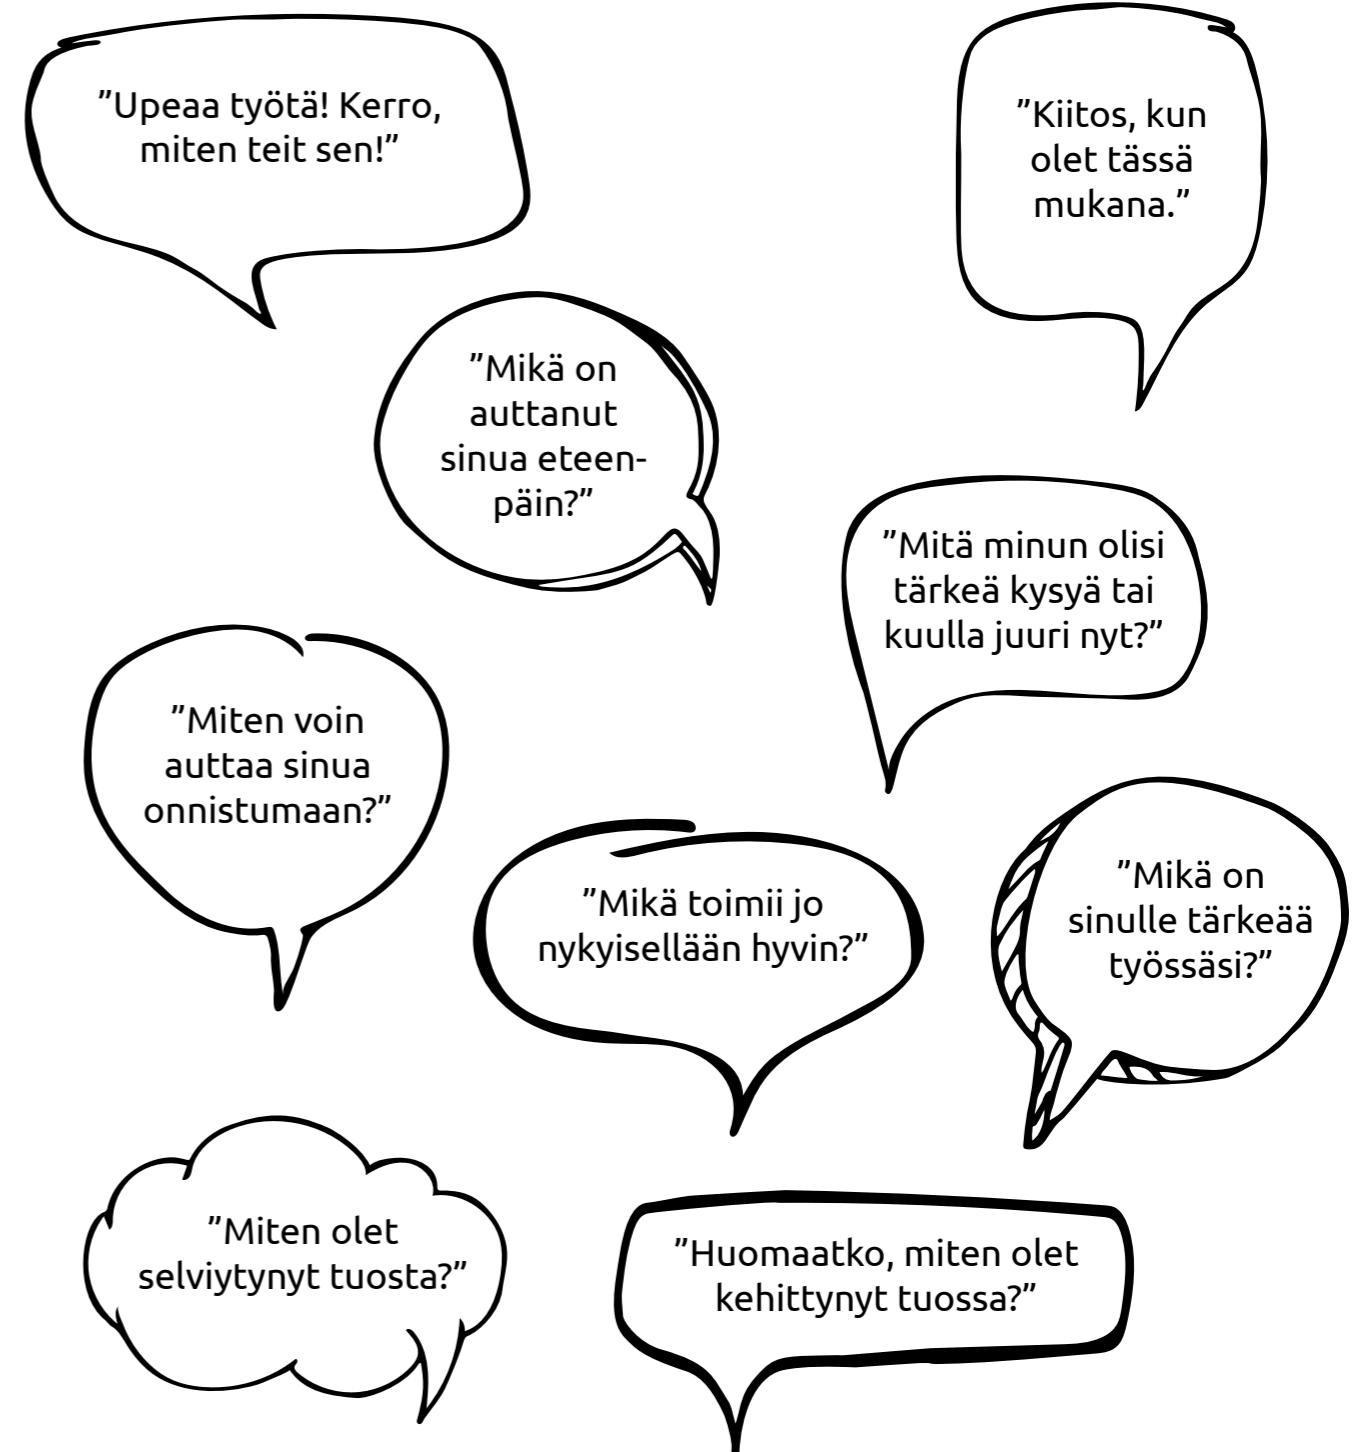 ”Upeaa työtä! Kerro,
miten teit sen!”
”Kiitos, kun
olet tässä
mukana.”
”Mikä on
auttanut
sinua eteen-
päin?”
”Mitä minun olisi
tärkeä kysyä tai
kuulla juuri nyt?”
”Miten voin
auttaa sinua
onnistumaan?”
”Mikä toimii jo
nykyisellään hyvin?”
”Mikä on
sinulle tärkeää
työssäsi?”
”Miten olet
selviytynyt tuosta?”
”Huomaatko, miten olet
kehittynyt tuossa?”